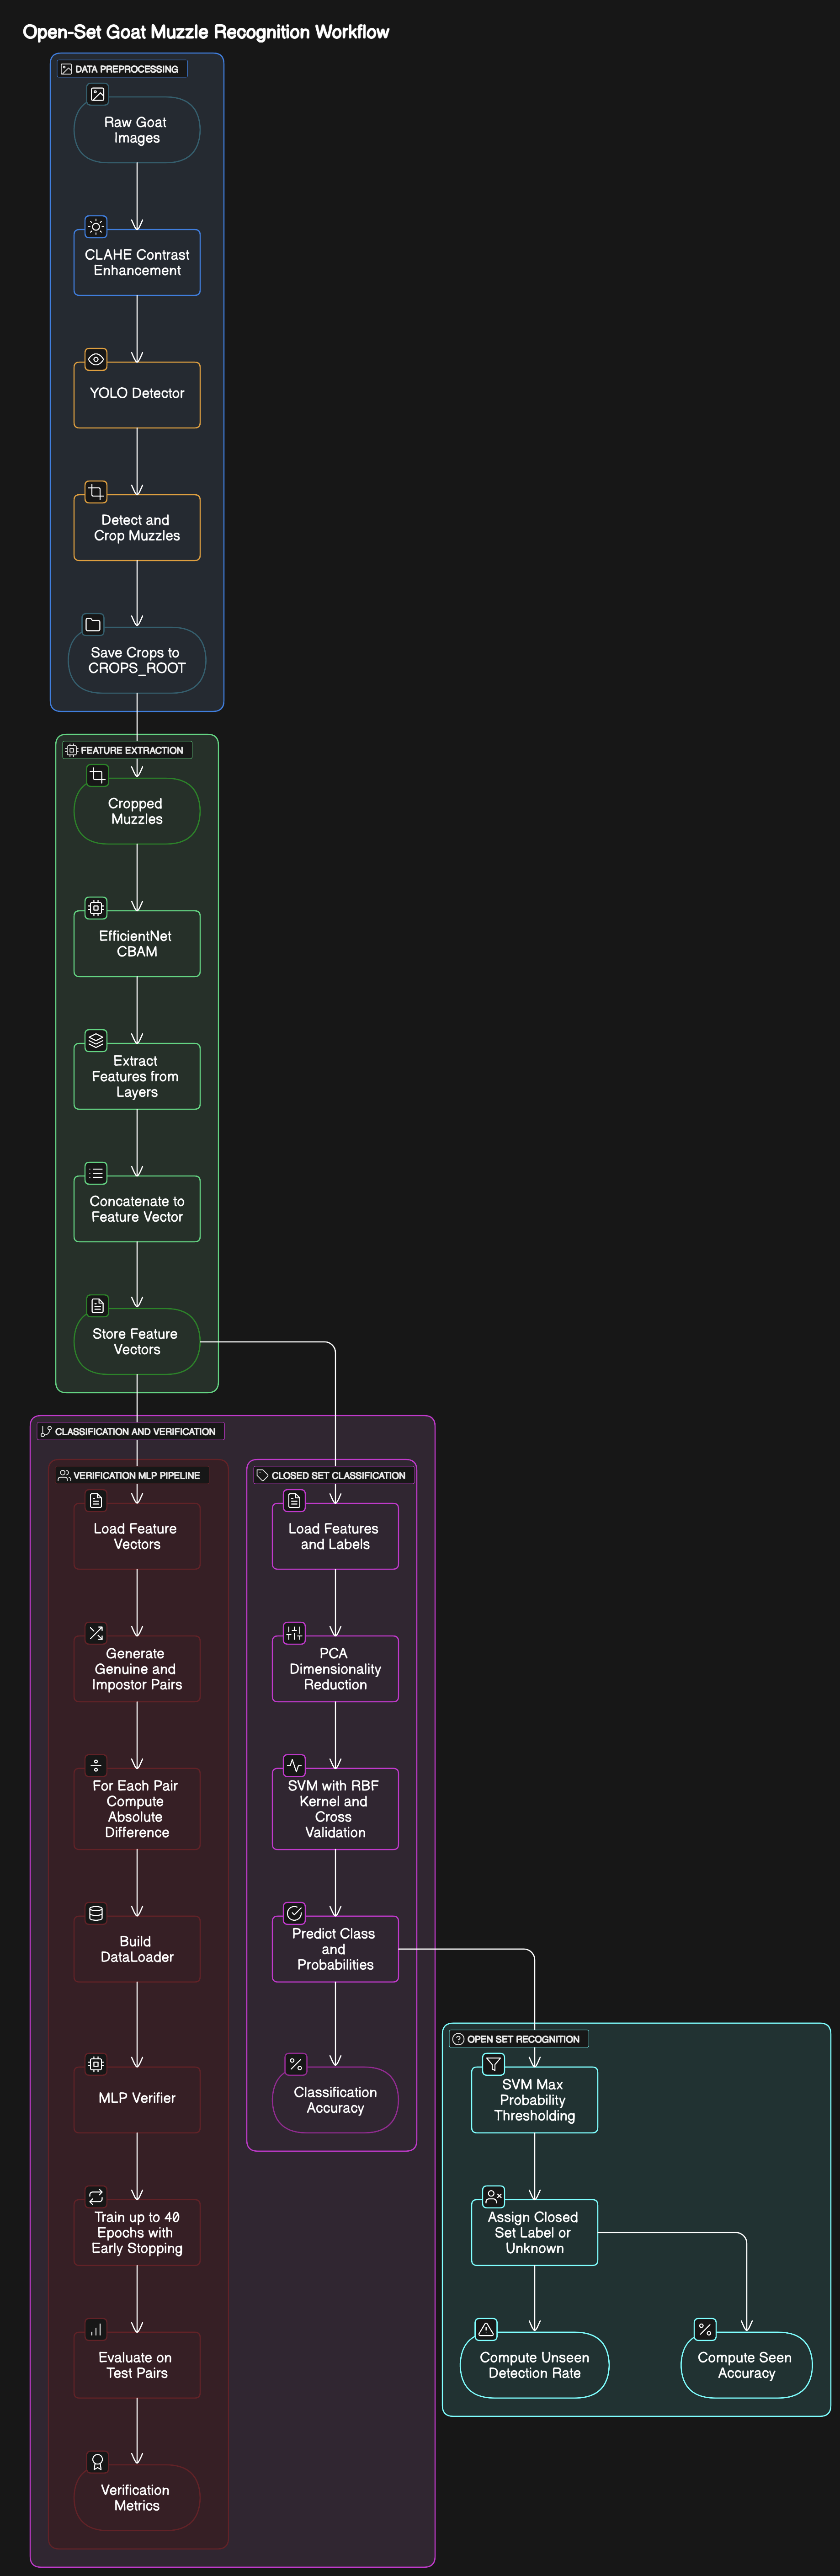 Open-Set Goat Muzzle Recognition Workflow
DATA PREPROCESSING
Raw Goat
Images
CLAHE Contrast
Enhancement
YOLO Detector
Detect and
Crop Muzzles
Save Crops to
CROPS_ROOT
FEATURE EXTRACTION
Cropped
Muzzles
EfficientNet
CBAM
Extract
Features from
Layers
Concatenate to
Feature Vector
Store Feature
Vectors
CLASSIFICATION AND VERIFICATION
VERIFICATION MLP PIPELINE
Load Feature
Vectors
Generate
Genuine and
Impostor Pairs
For Each Pair
Compute
Absolute
Difference
Build
DataLoader
MLP Verifier
Train up to 40
Epochs with
Early Stopping
Evaluate on
Test Pairs
Verification
Metrics
CLOSED SET CLASSIFICATION
Load Features
and Labels
PCA
Dimensionality
Reduction
SVM with RBF
Kernel and
Cross
Validation
Predict Class
and
Probabilities
Classification
Accuracy
OPEN SET RECOGNITION
SVM Max
Probability
Thresholding
Assign Closed
Set Label or
Unknown
Compute Unseen
Detection Rate
Compute Seen
Accuracy